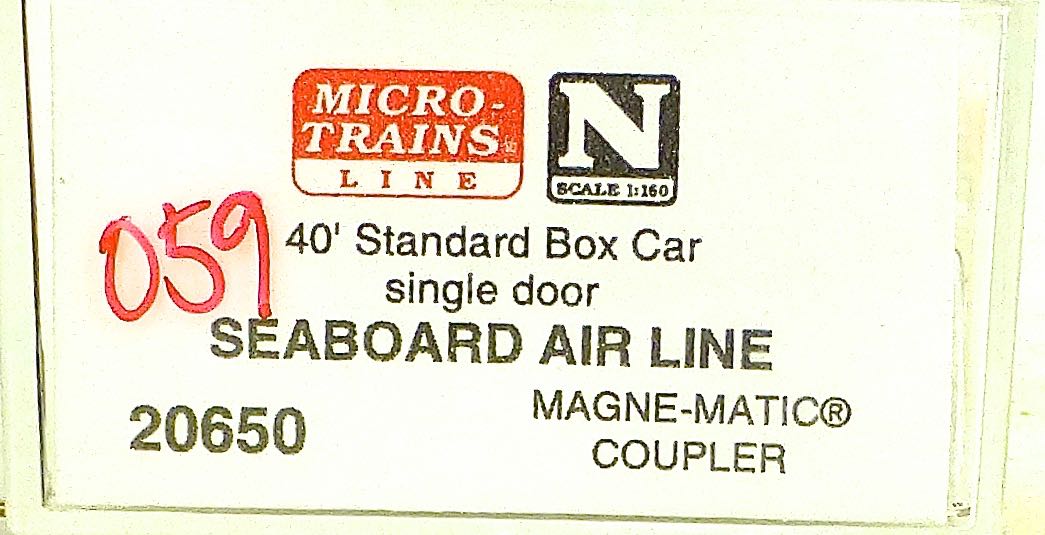 MICRO-
TRAINS
LINE
N
SCALE 1:160
059
40' Standard Box Car
single door
SEABOARD AIR LINE
20650
MAGNE-MATIC®
COUPLER